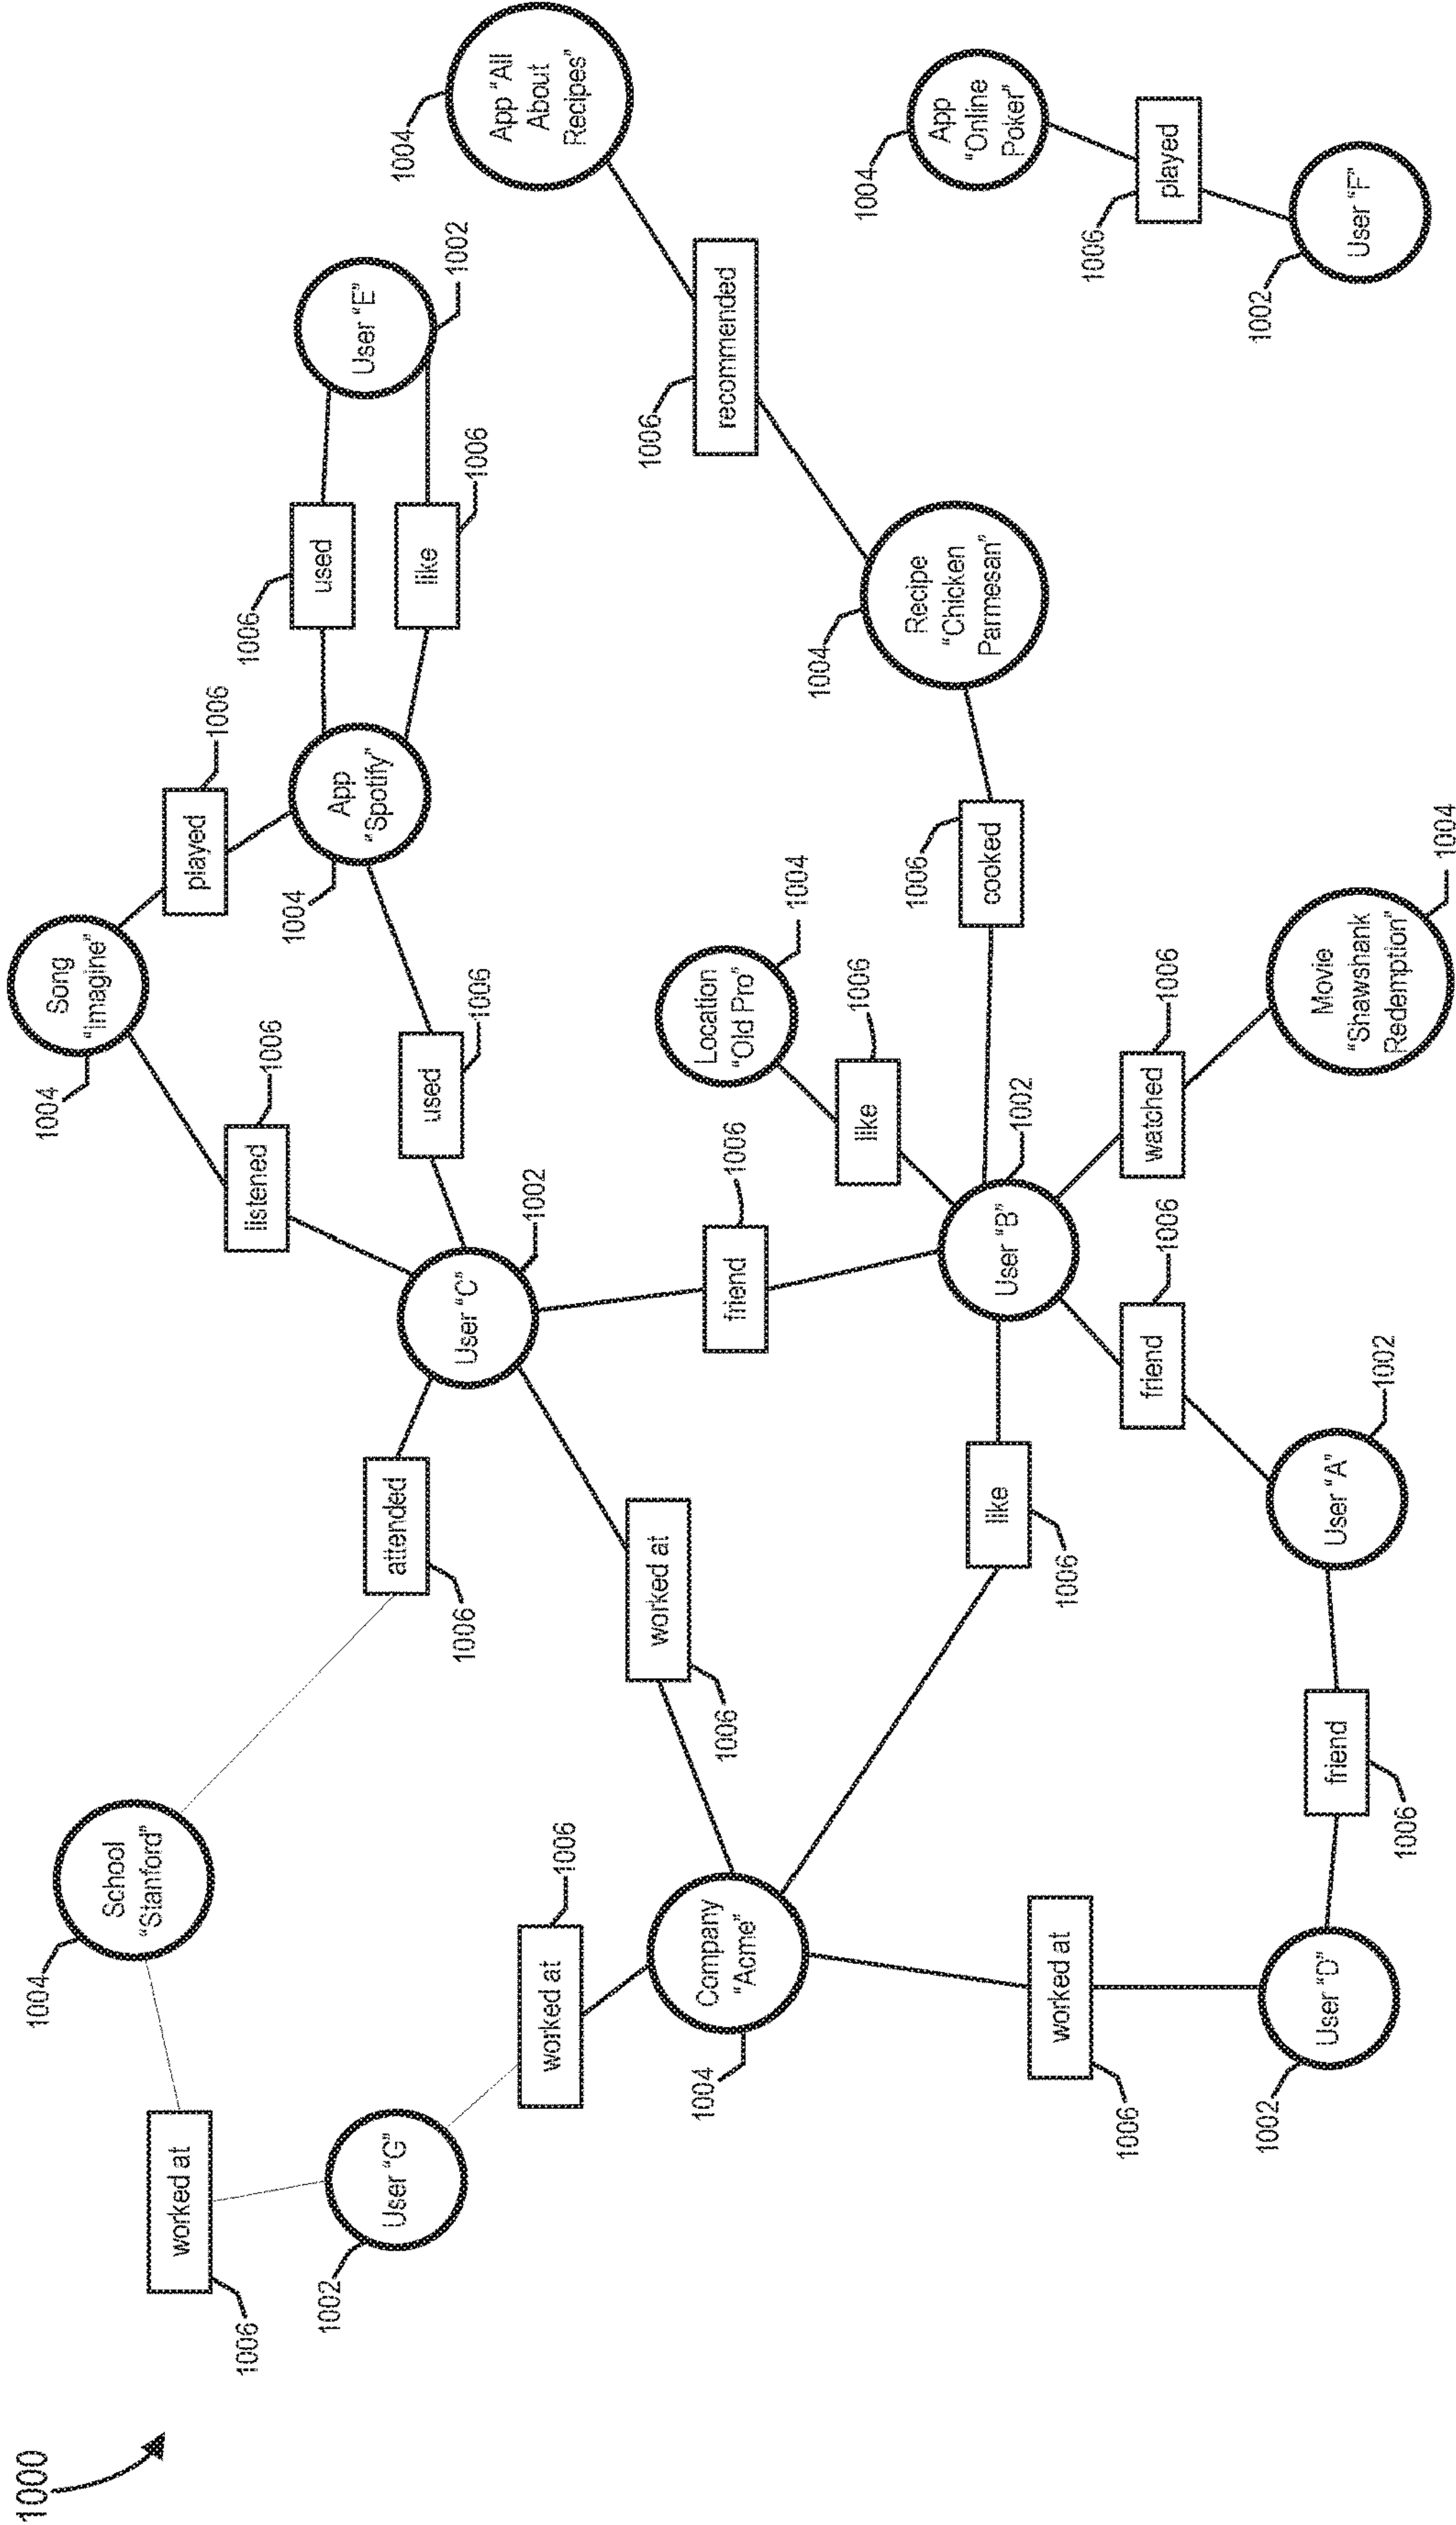 1000
1004
School
"Stanford"
1004
Song
"Imagine"
worked at
1006
played
1006
listened
1006
1002
User "G"
1006
used
1004
App
"Spotify"
User "E"
1002
attended
1006
like
1006
User "C"
1002
used
1006
1004
App "All
About
Recipes"
worked at
1006
worked at
1006
1004
Company
"Acme"
friend
1006
Location
"Old Pro"
1004
1006
recommended
like
1006
1004
Recipe
"Chicken
Parmesan"
1006
cooked
1004
App
"Online
Poker"
like
1006
User "B"
1002
worked at
1006
friend
1006
watched
1006
1006
played
1002
User "D"
friend
1006
User "A"
1002
Movie
"Shawshank
Redemption"
1004
1002
User "F"